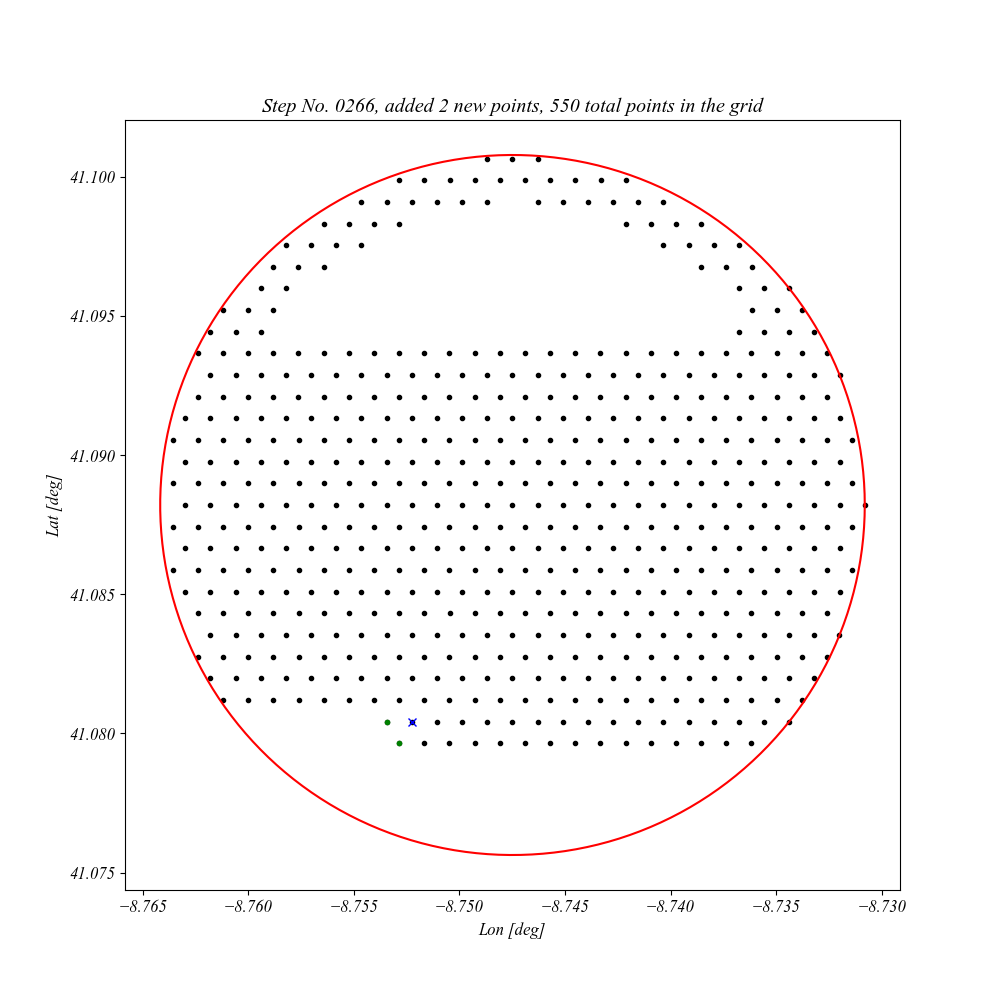 Step No. 0266, added 2 new points, 550 total points in the grid
41.100
41.095
41.090
41.085
41.080
41.075
Lat [deg]
−8.765 −8.760 −8.755 −8.750 −8.745 −8.740 −8.735 −8.730
Lon [deg]